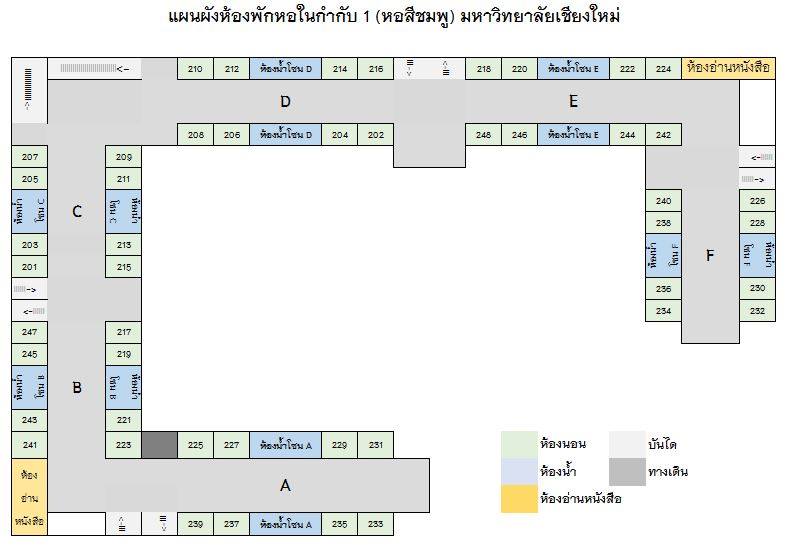 แผนผังห้องพักหอในกำกับ 1 (หอสีชมพู) มหาวิทยาลัยเชียงใหม่
210 212 ห้องน้ำโซน D 214 216 218 220 ห้องน้ำโซน E 222 224 ห้องอ่านหนังสือ
D E
208 206 ห้องน้ำโซน D 204 202 248 246 ห้องน้ำโซน E 244 242
207 209
205 211
ห้องน้ำโซน C C ห้องน้ำโซน C
203 213
201 215
240 226
238 228
ห้องน้ำโซน F F ห้องน้ำโซน F
236 230
234 232
247 217
245 219
ห้องน้ำโซน B B ห้องน้ำโซน B
243 221
241 223 225 227 ห้องน้ำโซน A 229 231
ห้อง
อ่าน
หนังสือ
A
239 237 ห้องน้ำโซน A 235 233
ห้องนอน บันได
ห้องน้ำ ทางเดิน
ห้องอ่านหนังสือ